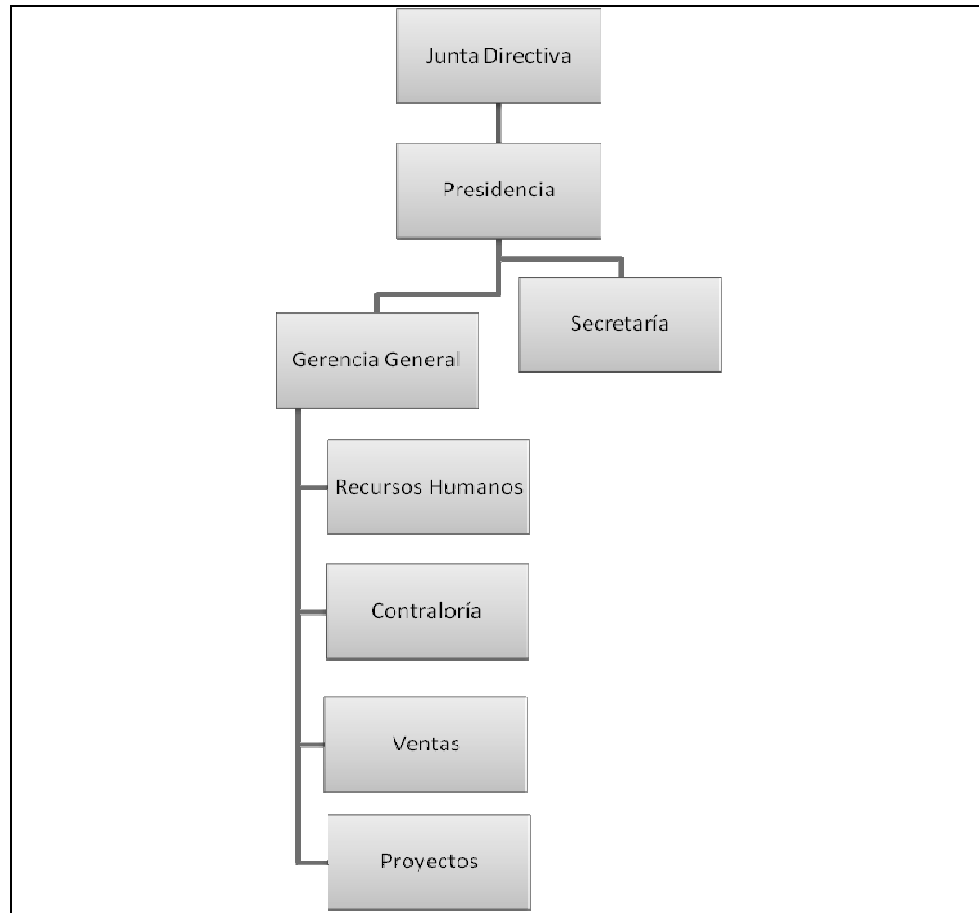 Junta Directiva
Presidencia
Secretaría
Gerencia General
Recursos Humanos
Contraloría
Ventas
Proyectos